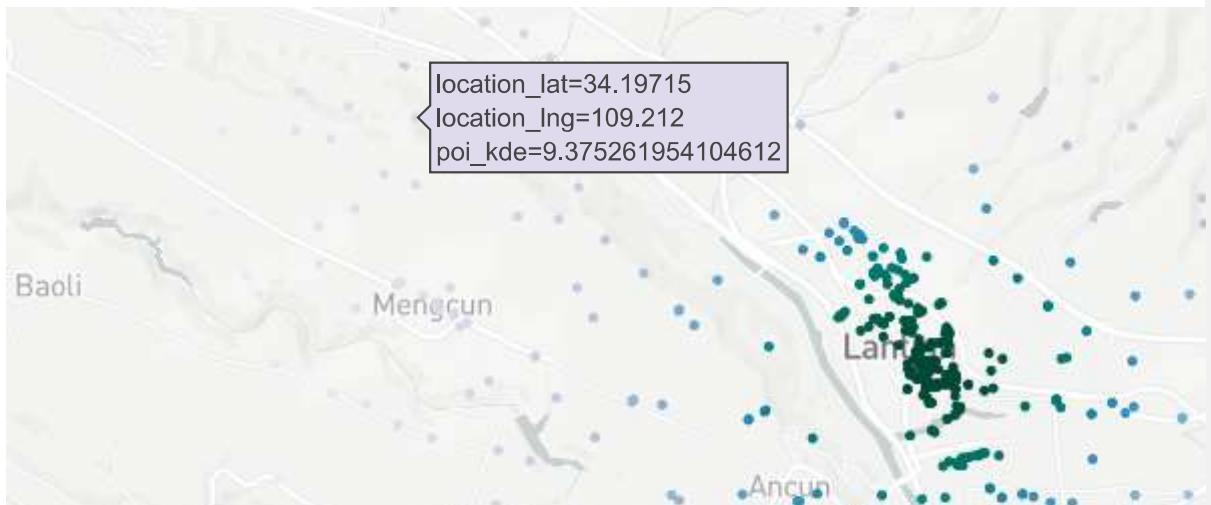 location_lat=34.19715
location_lng=109.212
poi_kde=9.375261954104612
Baoli
Mengcun
Ancun